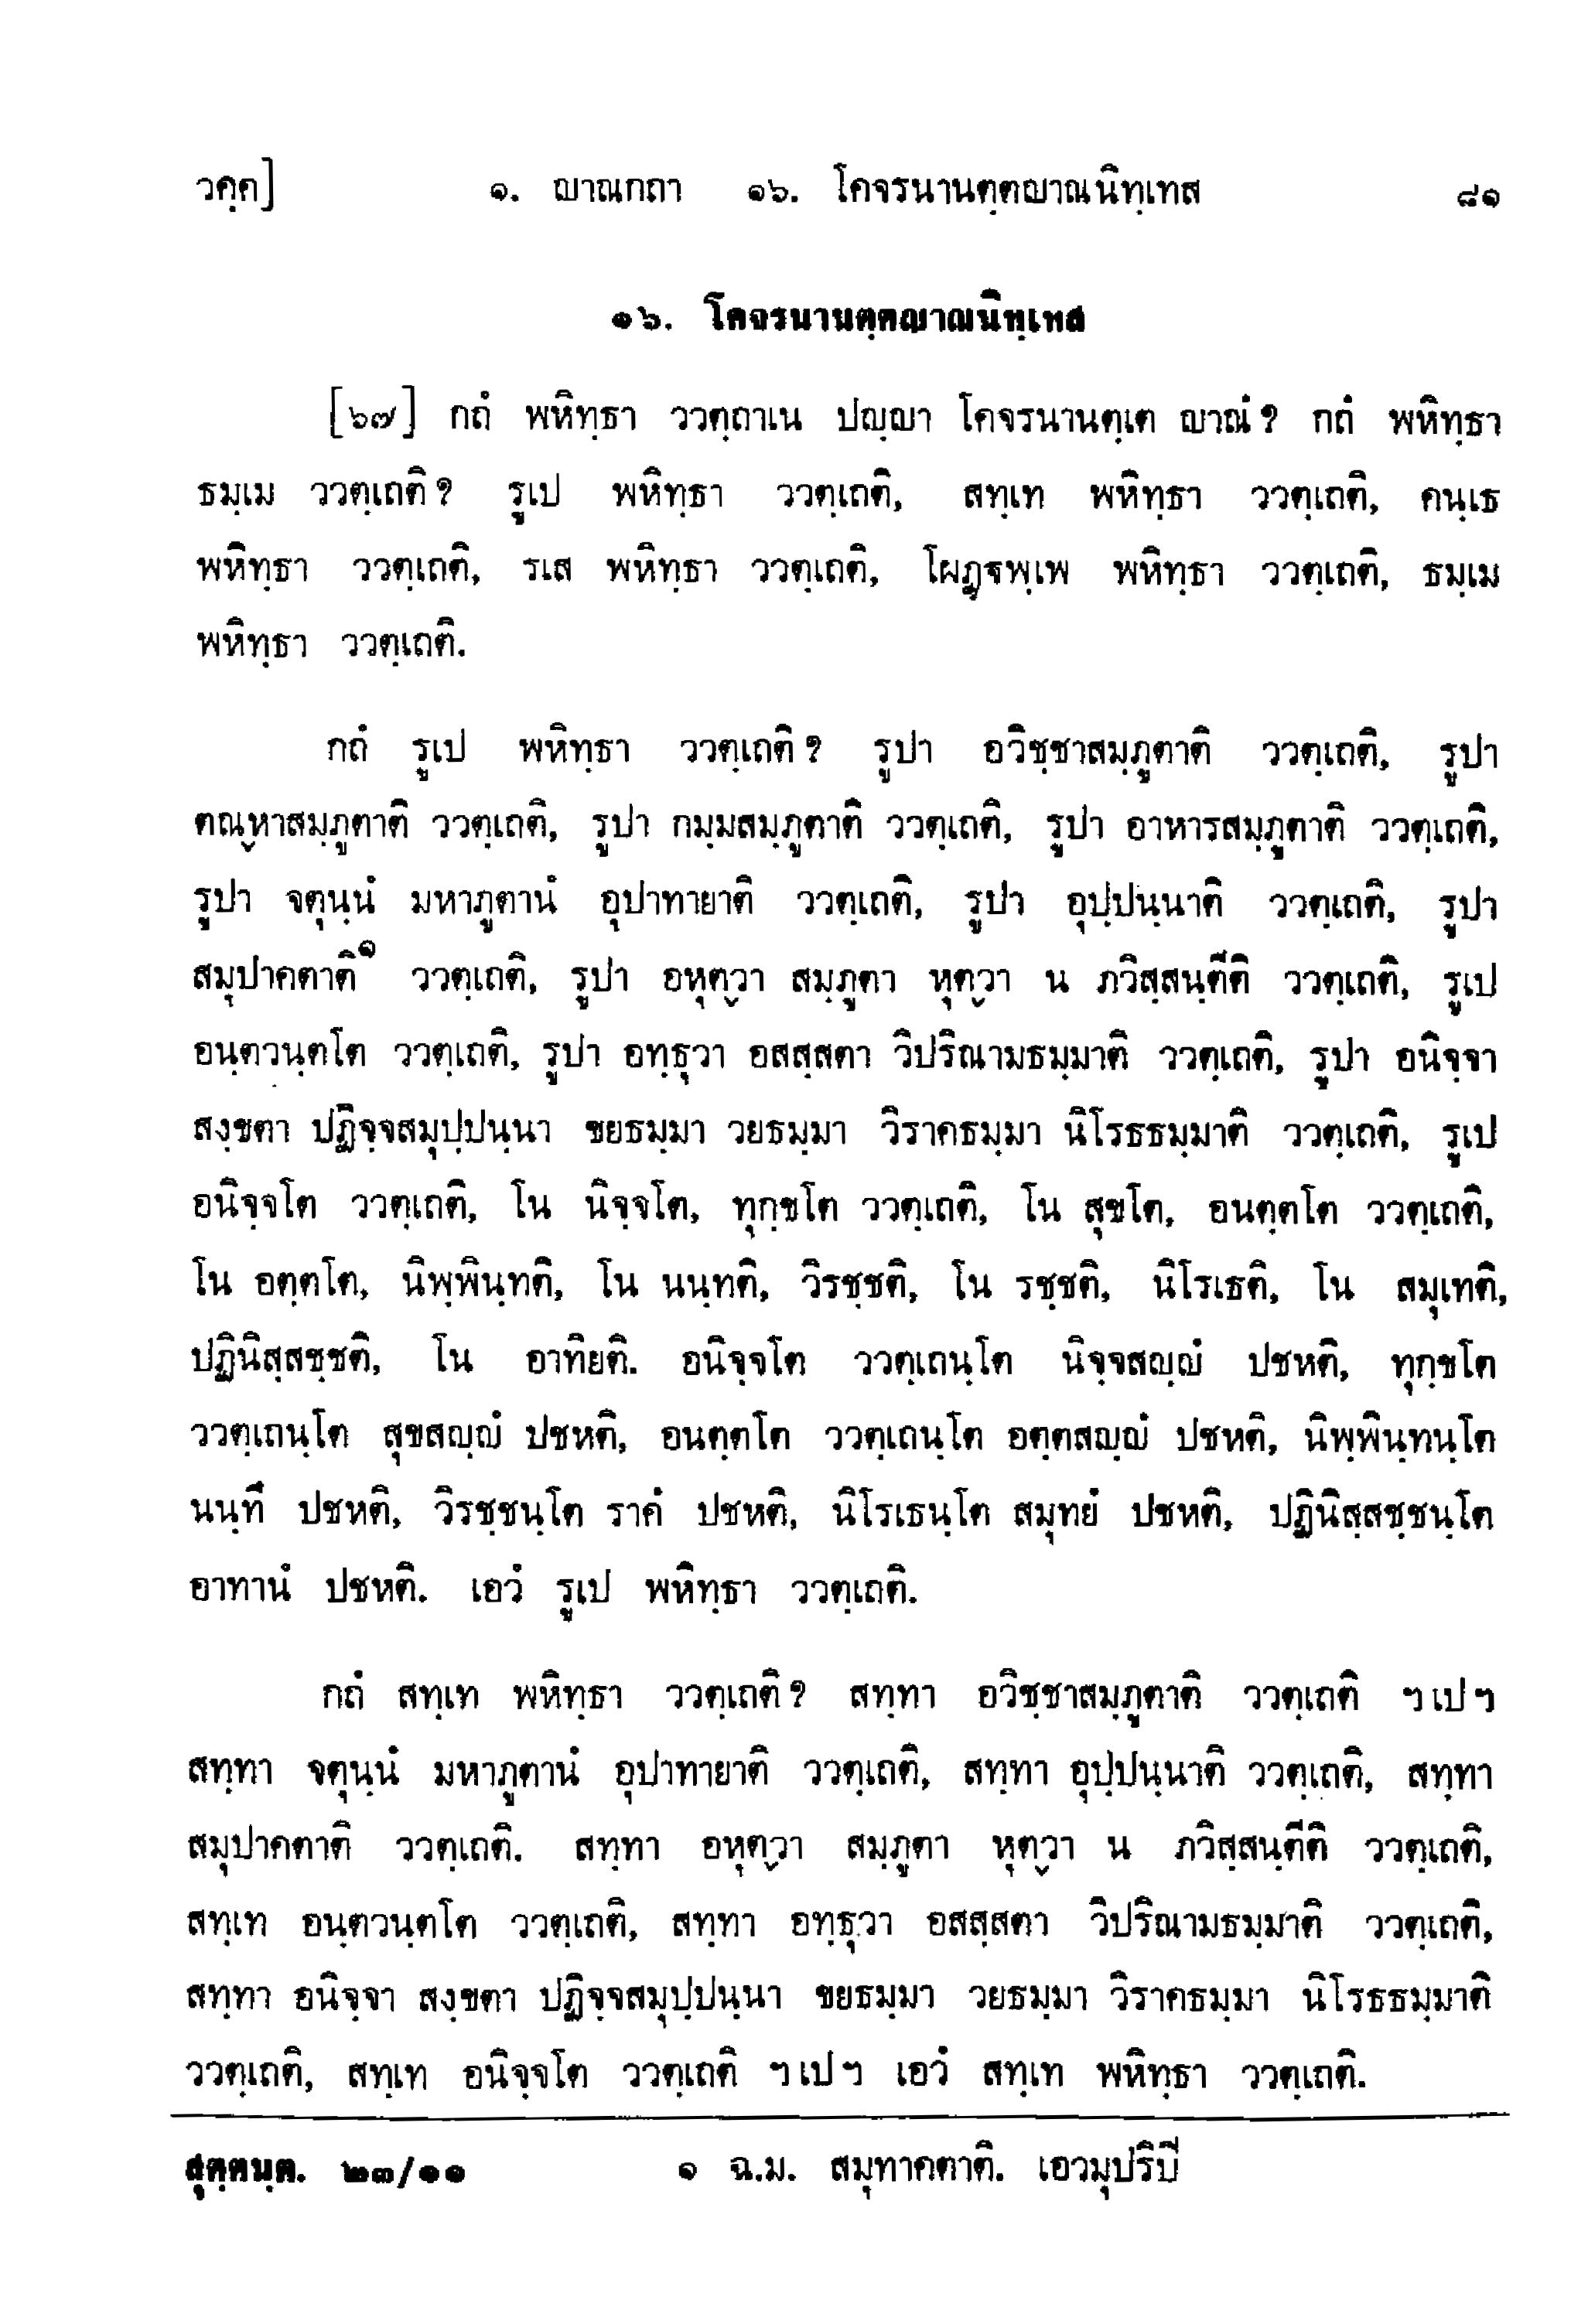 วคฺค] ๑. ญาณกถา ๑๖. โคจรนานตฺตญาณนิทฺเทส ๘๑
๑๖. โคจรนานตฺตญาณนิทฺเทส
[๖๗] กถํ พหิทฺธา ววตฺถาเน ปญฺญา โคจรนานตฺเต ญาณํ? กถํ พหิทฺธา
ธมฺเม ววตฺเถติ? รูเป พหิทฺธา ววตฺเถติ, สทฺเท พหิทฺธา ววตฺเถติ, คนฺเธ
พหิทฺธา ววตฺเถติ, รเส พหิทฺธา ววตฺเถติ, โผฏฺฐพฺเพ พหิทฺธา ววตฺเถติ, ธมฺเม
พหิทฺธา ววตฺเถติ.
กถํ รูเป พหิทฺธา ววตฺเถติ? รูปา อวิชฺชาสมฺภูตาติ ววตฺเถติ, รูปา
ตณฺหาสมฺภูตาติ ววตฺเถติ, รูปา กมฺมสมฺภูตาติ ววตฺเถติ, รูปา อาหารสมฺภูตาติ ววตฺเถติ,
รูปา จตุนฺนํ มหาภูตานํ อุปาทายาติ ววตฺเถติ, รูปา อุปฺปนฺนาติ ววตฺเถติ, รูปา
สมุปาคตาติ๑ ววตฺเถติ, รูปา อหุตฺวา สมฺภูตา หุตฺวา น ภวิสฺสนฺตีติ ววตฺเถติ, รูเป
อนฺตวนฺตโต ววตฺเถติ, รูปา อทฺธุวา อสสฺสตา วิปริณามธมฺมาติ ววตฺเถติ, รูปา อนิจฺจา
สงฺขตา ปฏิจฺจสมุปฺปนฺนา ขยธมฺมา วยธมฺมา วิราคธมฺมา นิโรธธมฺมาติ ววตฺเถติ, รูเป
อนิจฺจโต ววตฺเถติ, โน นิจฺจโต, ทุกฺขโต ววตฺเถติ, โน สุขโต, อนตฺตโต ววตฺเถติ,
โน อตฺตโต, นิพฺพินฺทติ, โน นนฺทติ, วิรชฺชติ, โน รชฺชติ, นิโรเธติ, โน สมุเทติ,
ปฏินิสฺสชฺชติ, โน อาทิยติ. อนิจฺจโต ววตฺเถนฺโต นิจฺจสญฺญํ ปชหติ, ทุกฺขโต
ววตฺเถนฺโต สุขสญฺญํ ปชหติ, อนตฺตโต ววตฺเถนฺโต อตฺตสญฺญํ ปชหติ, นิพฺพินฺทนฺโต
นนฺทึ ปชหติ, วิรชฺชนฺโต ราคํ ปชหติ, นิโรเธนฺโต สมุทยํ ปชหติ, ปฏินิสฺสชฺชนฺโต
อาทานํ ปชหติ. เอวํ รูเป พหิทฺธา ววตฺเถติ.
กถํ สทฺเท พหิทฺธา ววตฺเถติ? สทฺทา อวิชฺชาสมฺภูตาติ ววตฺเถติ ฯเปฯ
สทฺทา จตุนฺนํ มหาภูตานํ อุปาทายาติ ววตฺเถติ, สทฺทา อุปฺปนฺนาติ ววตฺเถติ, สทฺทา
สมุปาคตาติ ววตฺเถติ. สทฺทา อหุตฺวา สมฺภูตา หุตฺวา น ภวิสฺสนฺตีติ ววตฺเถติ,
สทฺเท อนฺตวนฺตโต ววตฺเถติ, สทฺทา อทฺธุวา อสสฺสตา วิปริณามธมฺมาติ ววตฺเถติ,
สทฺทา อนิจฺจา สงฺขตา ปฏิจฺจสมุปฺปนฺนา ขยธมฺมา วยธมฺมา วิราคธมฺมา นิโรธธมฺมาติ
ววตฺเถติ, สทฺเท อนิจฺจโต ววตฺเถติ ฯเปฯ เอวํ สทฺเท พหิทฺธา ววตฺเถติ.
สุตฺตนฺต. ๒๓/๑๑ ๑ ฉ.ม. สมุทาคตาติ. เอวมุปริปิ